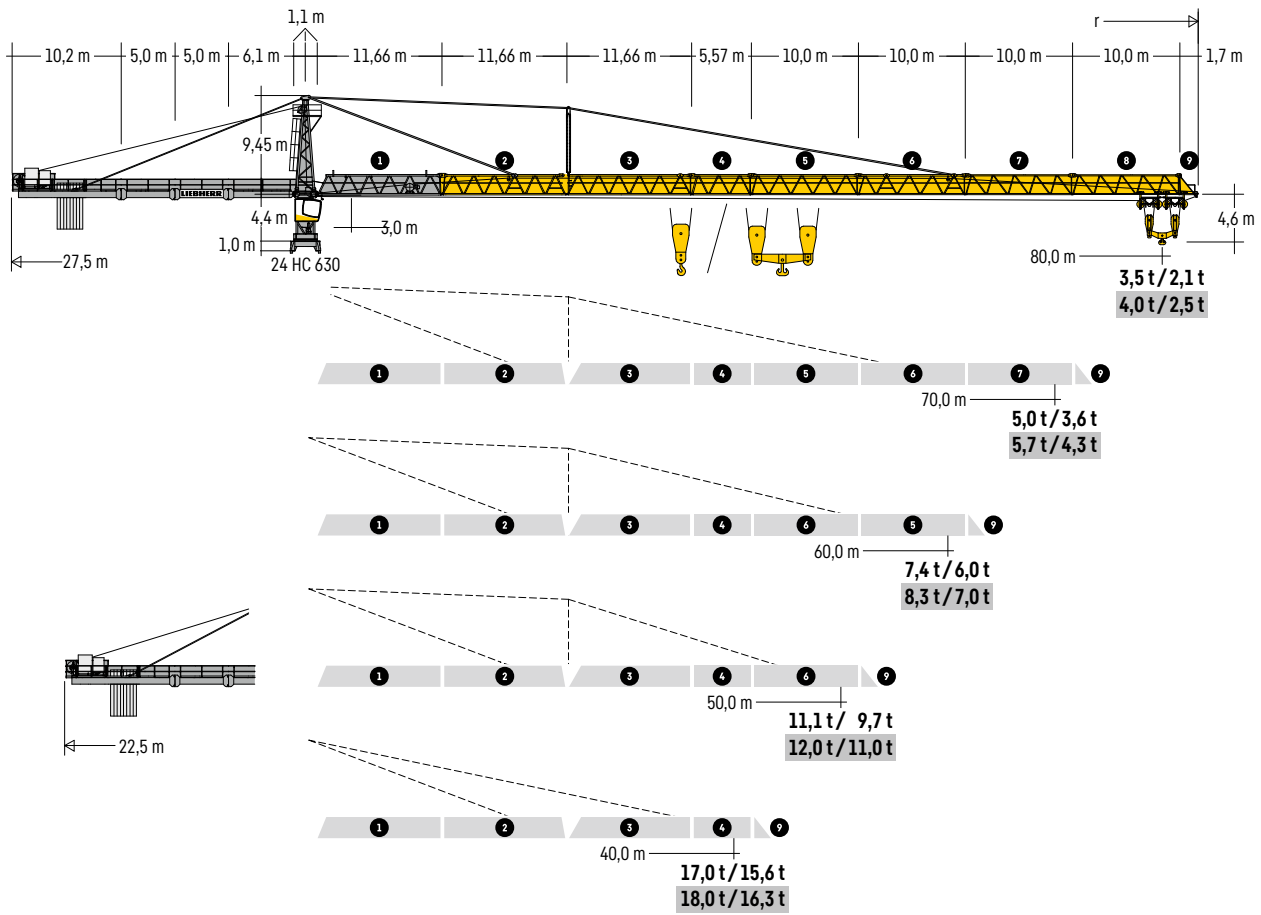 1,1 m
r
10,2 m 5,0 m 5,0 m 6,1 m 11,66 m 11,66 m 11,66 m 5,57 m 10,0 m 10,0 m 10,0 m 10,0 m 1,7 m
9,45 m
1 2 3 4 5 6 7 8 9
LIEBHERR
4,4 m
3,0 m
4,6 m
1,0 m
27,5 m
24 HC 630
80,0 m
3,5 t / 2,1 t
4,0 t / 2,5 t
1 2 3 4 5 6 7 9
70,0 m
5,0 t / 3,6 t
5,7 t / 4,3 t
1 2 3 4 6 5 9
60,0 m
7,4 t / 6,0 t
8,3 t / 7,0 t
1 2 3 4 6 9
50,0 m
11,1 t / 9,7 t
12,0 t / 11,0 t
22,5 m
1 2 3 4 9
40,0 m
17,0 t / 15,6 t
18,0 t / 16,3 t